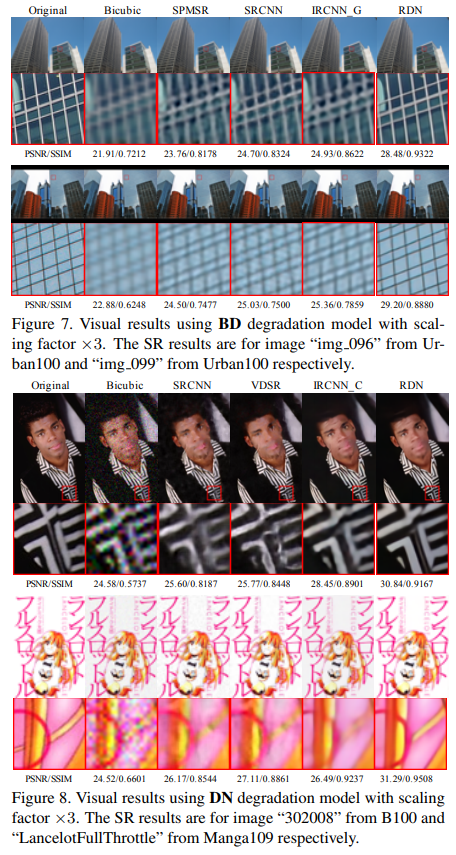 Original Bicubic SPMSR SRCNN IRCNN_G RDN
PSNR/SSIM 21.91/0.7212 23.76/0.8178 24.70/0.8324 24.93/0.8622 28.48/0.9322
PSNR/SSIM 22.88/0.6248 24.50/0.7477 25.03/0.7500 25.36/0.7859 29.20/0.8880
Figure 7. Visual results using BD degradation model with scal-
ing factor ×3. The SR results are for image “img_096” from Ur-
ban100 and “img_099” from Urban100 respectively.
Original Bicubic SRCNN VDSR IRCNN_C RDN
PSNR/SSIM 24.58/0.5737 25.60/0.8187 25.77/0.8448 28.45/0.8901 30.84/0.9167
PSNR/SSIM 24.52/0.6601 26.17/0.8544 27.11/0.8861 26.49/0.9237 31.29/0.9508
Figure 8. Visual results using DN degradation model with scaling
factor ×3. The SR results are for image “302008” from B100 and
“LancelotFullThrottle” from Manga109 respectively.